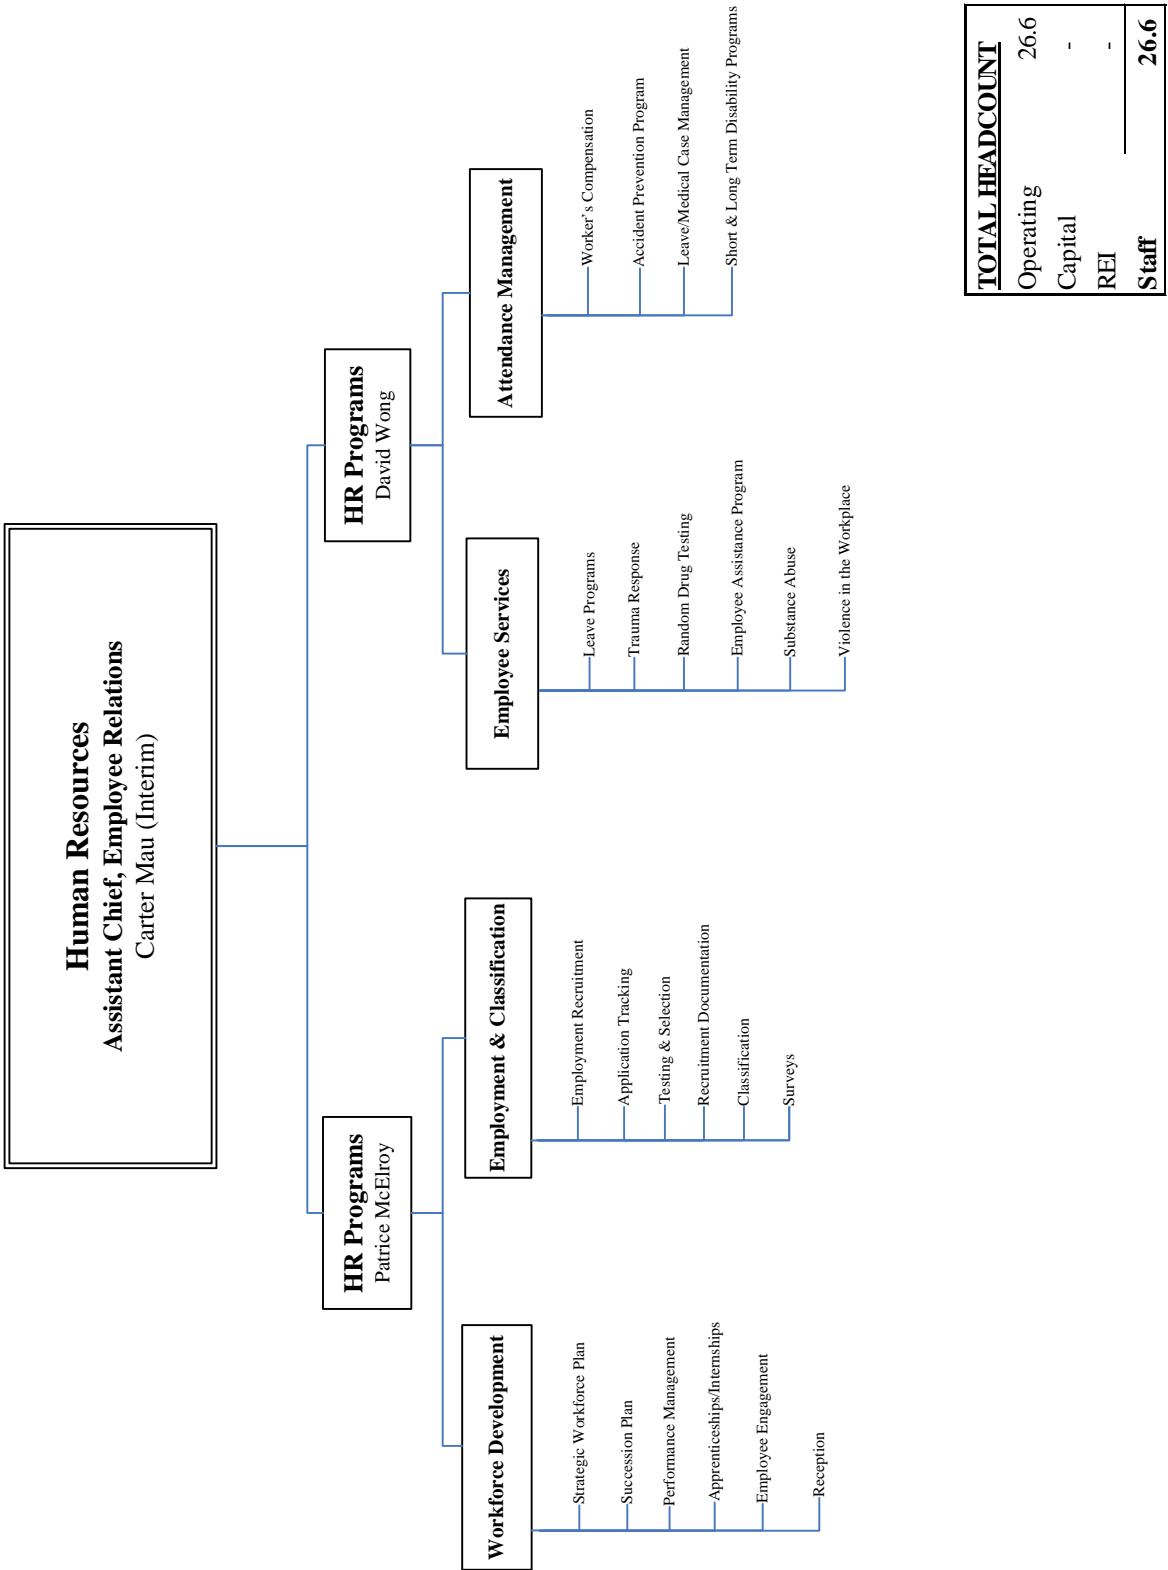 Human Resources
Assistant Chief, Employee Relations
Carter Mau (Interim)
HR Programs
Patrice McElroy
HR Programs
David Wong
Workforce Development
Strategic Workforce Plan
Succession Plan
Performance Management
Apprenticeships/Internships
Employee Engagement
Reception
Employment & Classification
Employment Recruitment
Application Tracking
Testing & Selection
Recruitment Documentation
Classification
Surveys
Employee Services
Leave Programs
Trauma Response
Random Drug Testing
Employee Assistance Program
Substance Abuse
Violence in the Workplace
Attendance Management
Worker's Compensation
Accident Prevention Program
Leave/Medical Case Management
Short & Long Term Disability Programs
TOTAL HEADCOUNT
Operating 26.6
Capital -
REI -
Staff 26.6